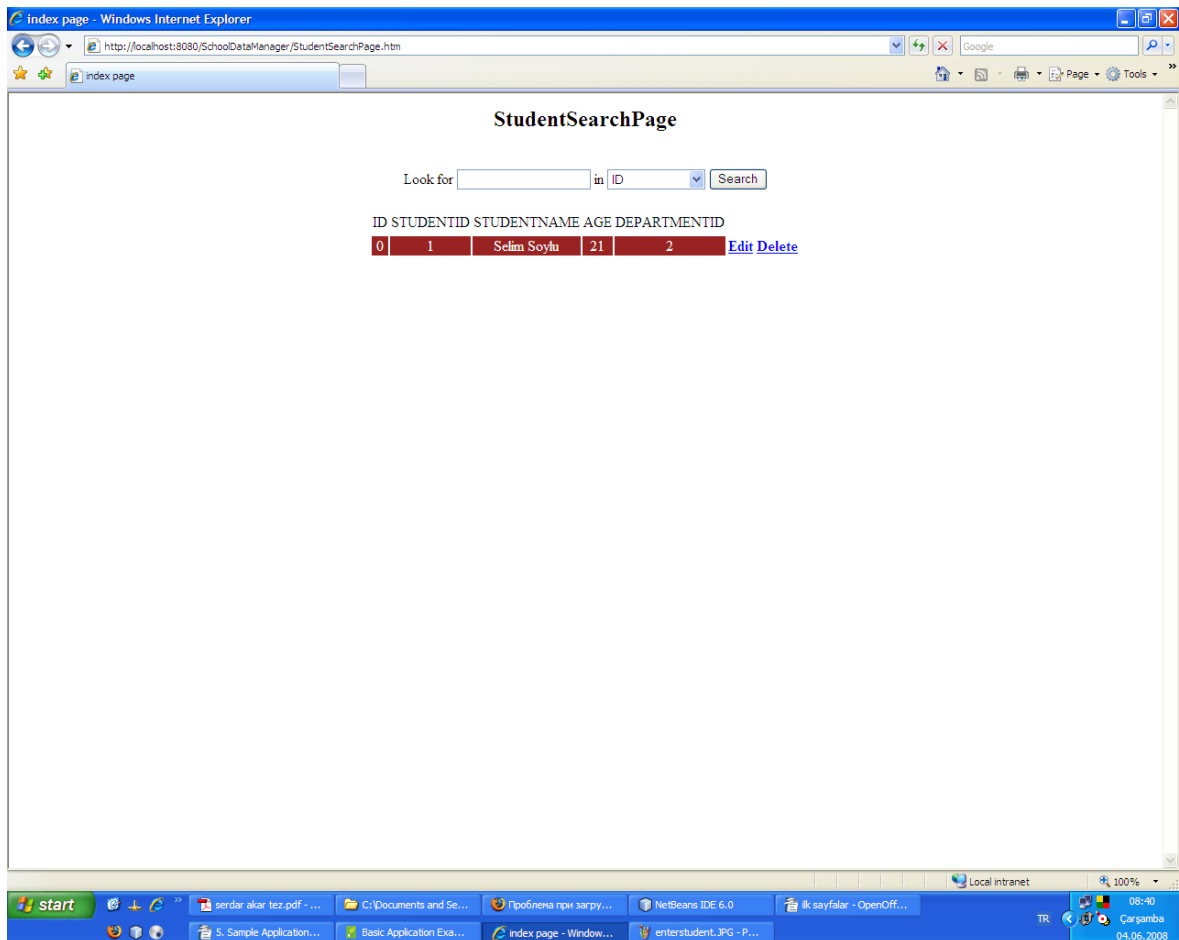 index page - Windows Internet Explorer
http://localhost:8080/SchoolDataManager/StudentSearchPage.htm
Google
index page
Page
Tools
StudentSearchPage
Look for in ID Search
ID STUDENTID STUDENTNAME AGE DEPARTMENTID
0 1 Selim Soylu 21 2 Edit Delete
Local intranet 100%
start
serdar akar tez.pdf - ...
C:\Documents and Se...
Проблема при загру...
NetBeans IDE 6.0
ilk sayfalar - OpenOff...
08:40
TR
Çarşamba
5. Sample Application...
Basic Application Exa...
index page - Window...
enterstudent.JPG - P...
04.06.2008